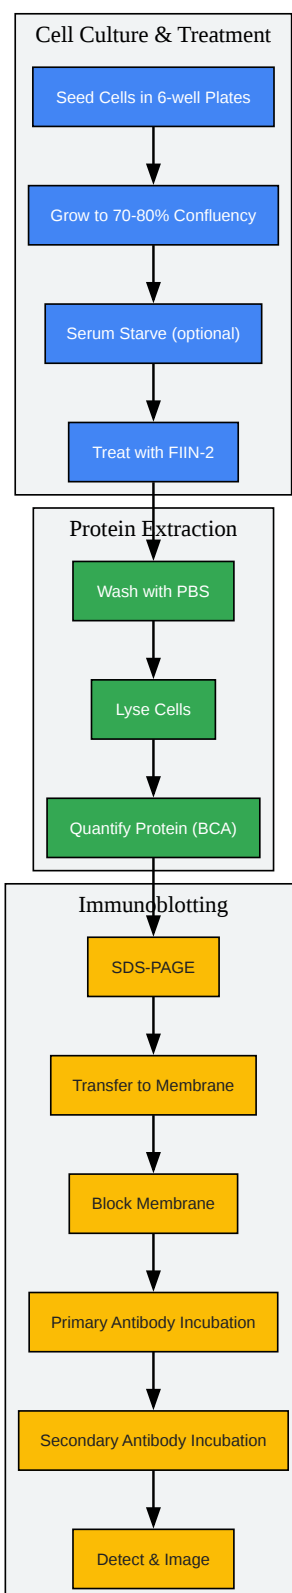 Cell Culture & Treatment
Seed Cells in 6-well Plates
Grow to 70-80% Confluency
Serum Starve (optional)
Treat with FIIN-2
Protein Extraction
Wash with PBS
Lyse Cells
Quantify Protein (BCA)
Immunoblotting
SDS-PAGE
Transfer to Membrane
Block Membrane
Primary Antibody Incubation
Secondary Antibody Incubation
Detect & Image